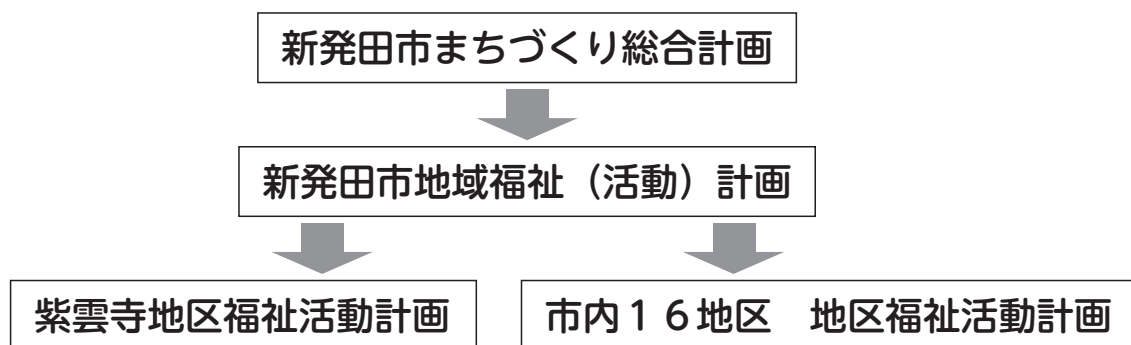 新発田市まちづくり総合計画
新発田市地域福祉（活動）計画
紫雲寺地区福祉活動計画
市内１６地区　地区福祉活動計画